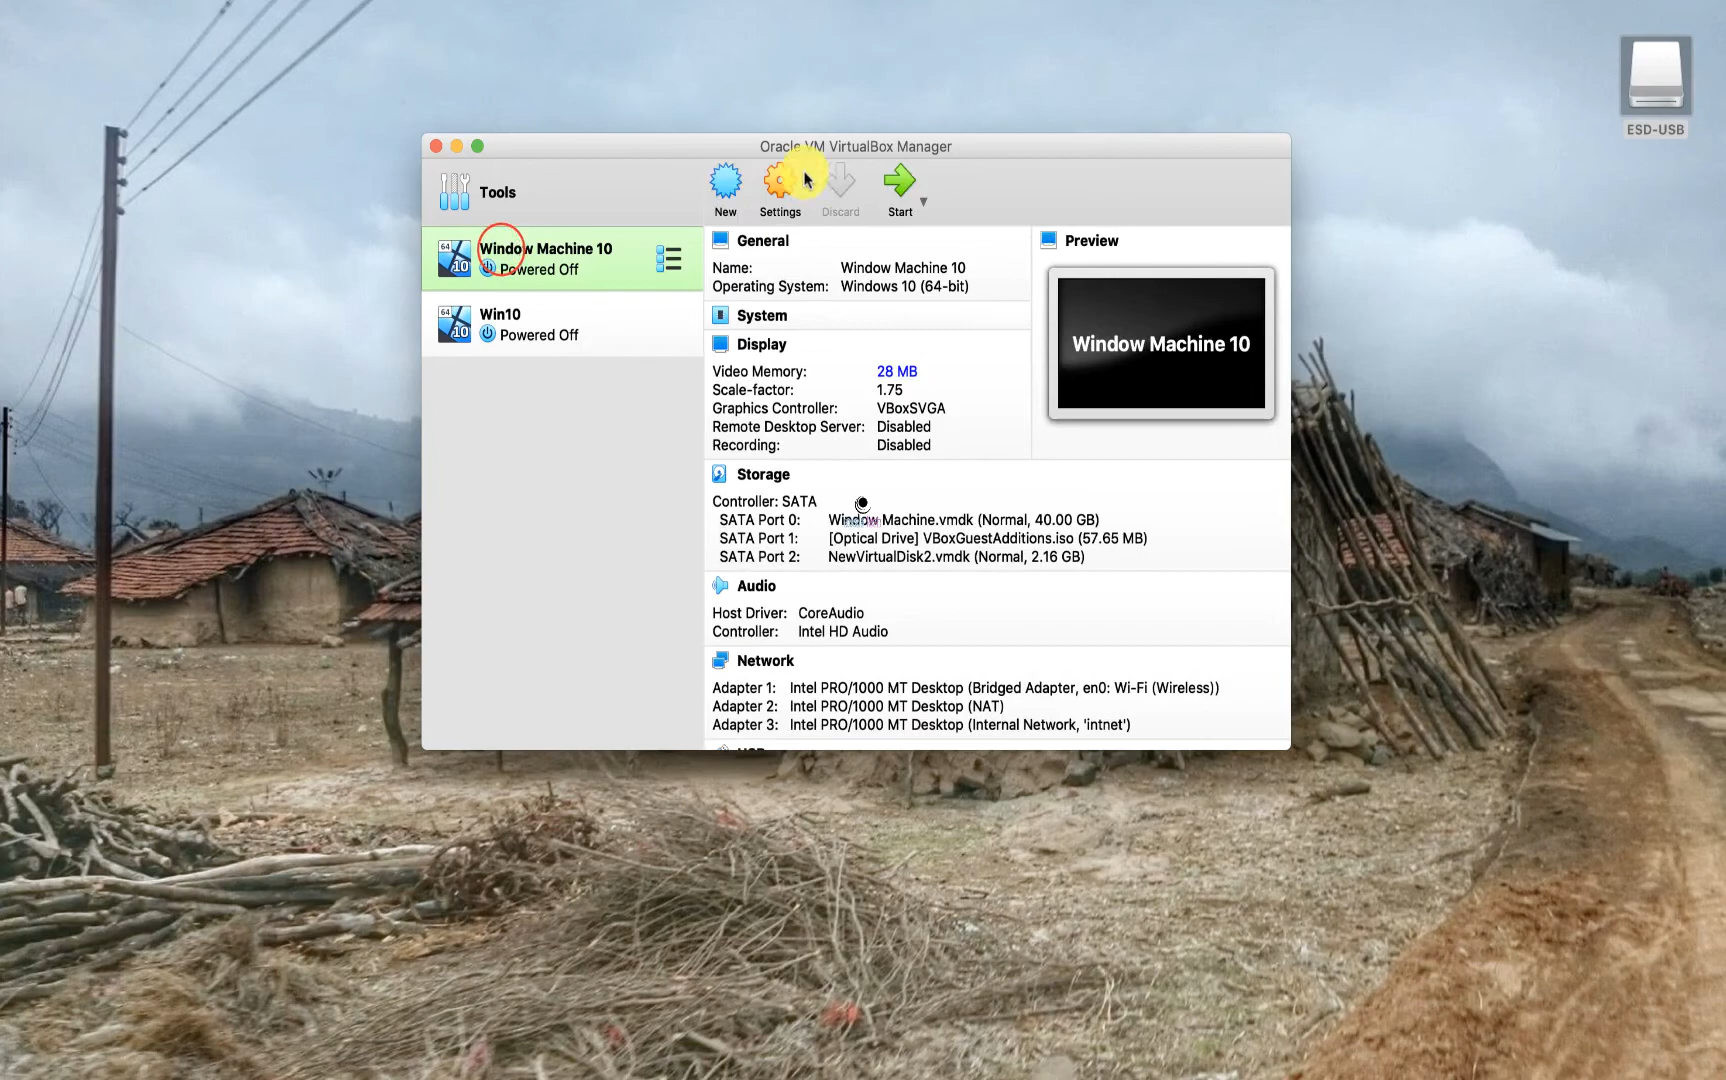 ESD-USB
Oracle VM VirtualBox Manager
Tools
New
Settings
Discard
Start
64
10
Window Machine 10
Powered Off
64
10
Win10
Powered Off
General
Name: Window Machine 10
Operating System: Windows 10 (64-bit)
System
Display
Video Memory: 28 MB
Scale-factor: 1.75
Graphics Controller: VBoxSVGA
Remote Desktop Server: Disabled
Recording: Disabled
Preview
Window Machine 10
Storage
Controller: SATA
SATA Port 0: Window Machine.vmdk (Normal, 40.00 GB)
SATA Port 1: [Optical Drive] VBoxGuestAdditions.iso (57.65 MB)
SATA Port 2: NewVirtualDisk2.vmdk (Normal, 2.16 GB)
Audio
Host Driver: CoreAudio
Controller: Intel HD Audio
Network
Adapter 1: Intel PRO/1000 MT Desktop (Bridged Adapter, en0: Wi-Fi (Wireless))
Adapter 2: Intel PRO/1000 MT Desktop (NAT)
Adapter 3: Intel PRO/1000 MT Desktop (Internal Network, 'intnet')